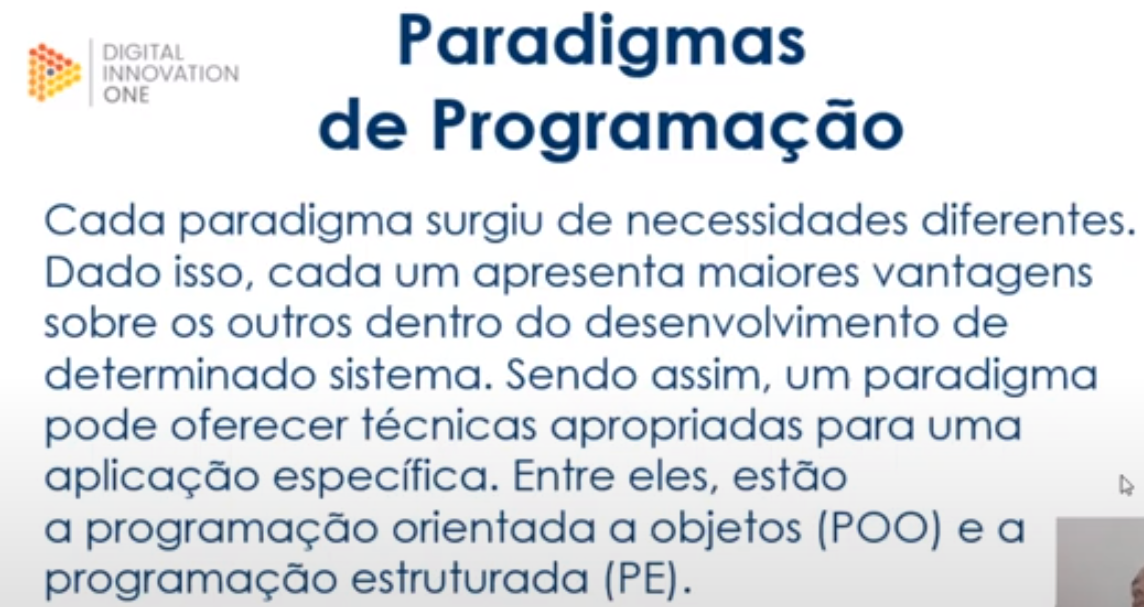 DIGITAL
INNOVATION
ONE
Paradigmas
de Programação
Cada paradigma surgiu de necessidades diferentes.
Dado isso, cada um apresenta maiores vantagens
sobre os outros dentro do desenvolvimento de
determinado sistema. Sendo assim, um paradigma
pode oferecer técnicas apropriadas para uma
aplicação específica. Entre eles, estão
a programação orientada a objetos (POO) e a
programação estruturada (PE).